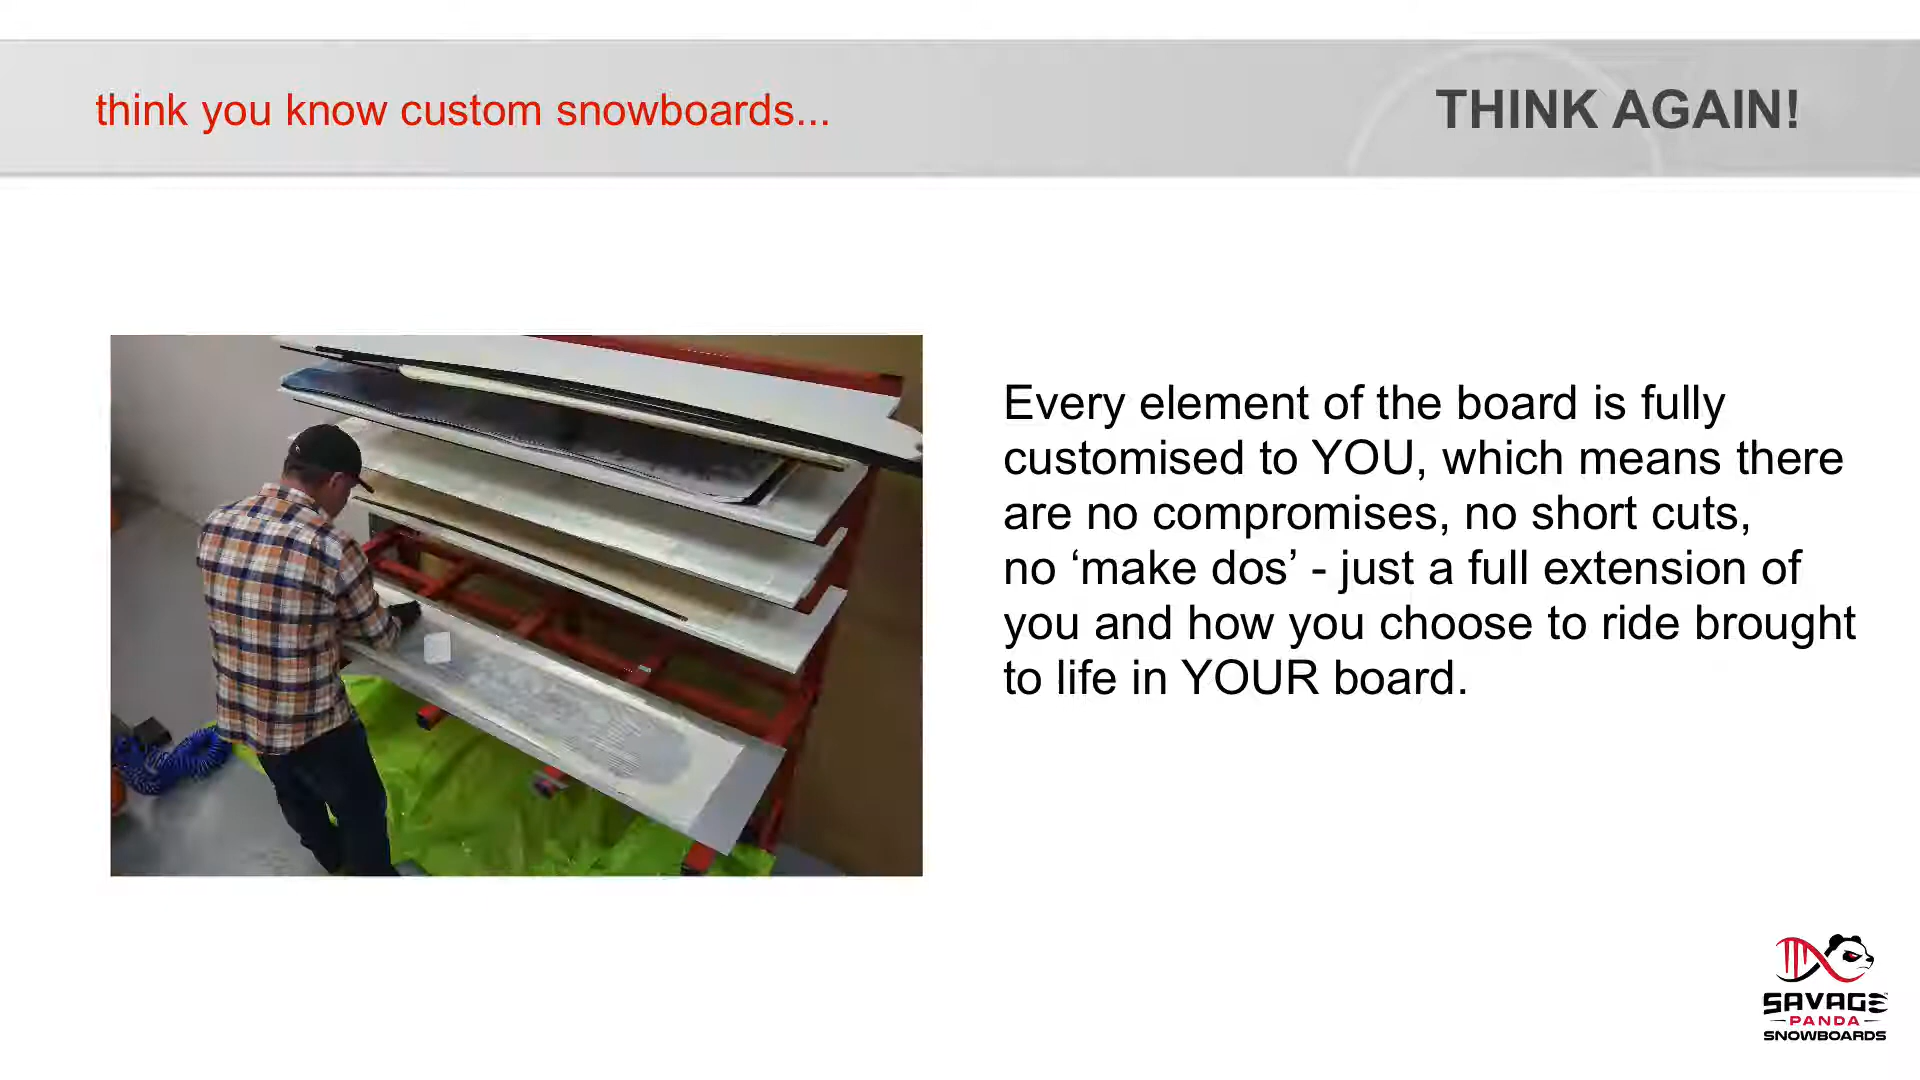 think you know custom snowboards...
THINK AGAIN!
Every element of the board is fully
customised to YOU, which means there
are no compromises, no short cuts,
no ‘make dos’ - just a full extension of
you and how you choose to ride brought
to life in YOUR board.
SAVAGE
PANDA
SNOWBOARDS